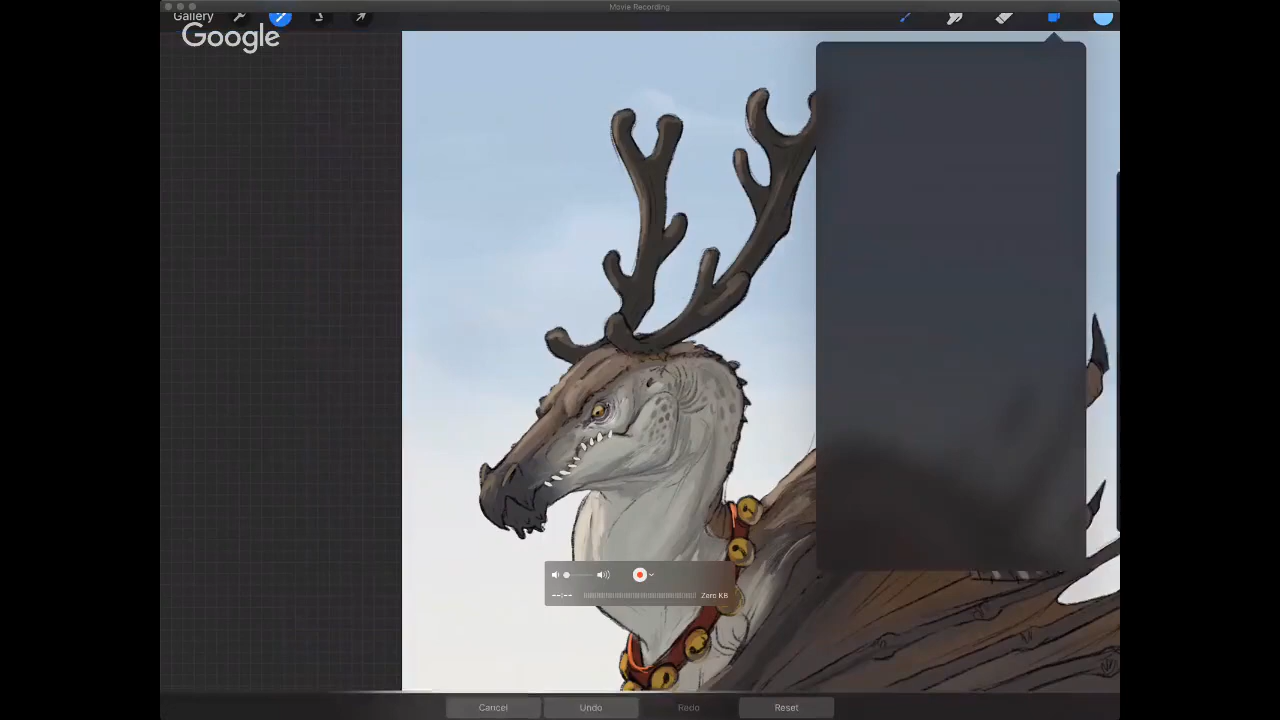 Movie Recording
Gallery
Google
--:--
Zero KB
Cancel
Undo
Redo
Reset